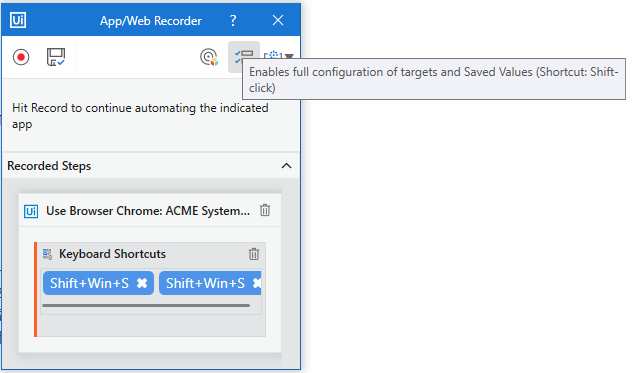 Ui App/Web Recorder ?
Enables full configuration of targets and Saved Values (Shortcut: Shift-
click)
Hit Record to continue automating the indicated
app
Recorded Steps
Ui Use Browser Chrome: ACME System...
Keyboard Shortcuts
Shift+Win+S Shift+Win+S